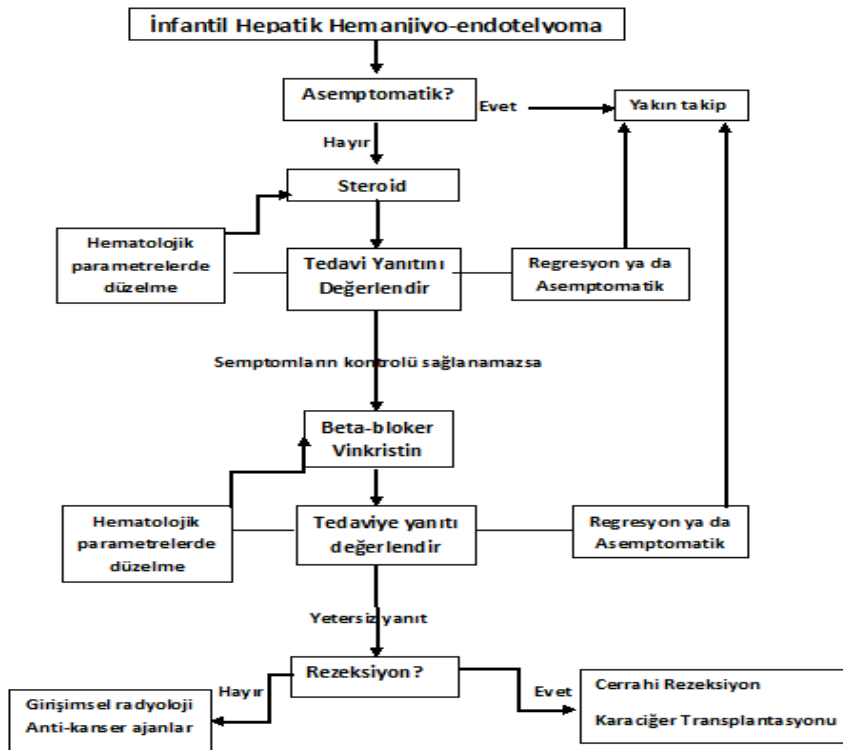 İnfantil Hepatik Hemanjiyo-endotelyoma
Asemptomatik?
Evet
Yakın takip
Hayır
Steroid
Hematolojik
parametrelerde
düzelme
Tedavi Yanıtını
Değerlendir
Regresyon ya da
Asemptomatik
Semptomların kontrolü sağlanamazsa
Beta-bloker
Vinkristin
Hematolojik
parametrelerde
düzelme
Tedaviye yanıtı
değerlendir
Regresyon ya da
Asemptomatik
Yetersiz yanıt
Rezeksiyon?
Hayır
Evet
Girişimsel radyoloji
Anti-kanser ajanlar
Cerrahi Rezeksiyon
Karaciğer Transplantasyonu